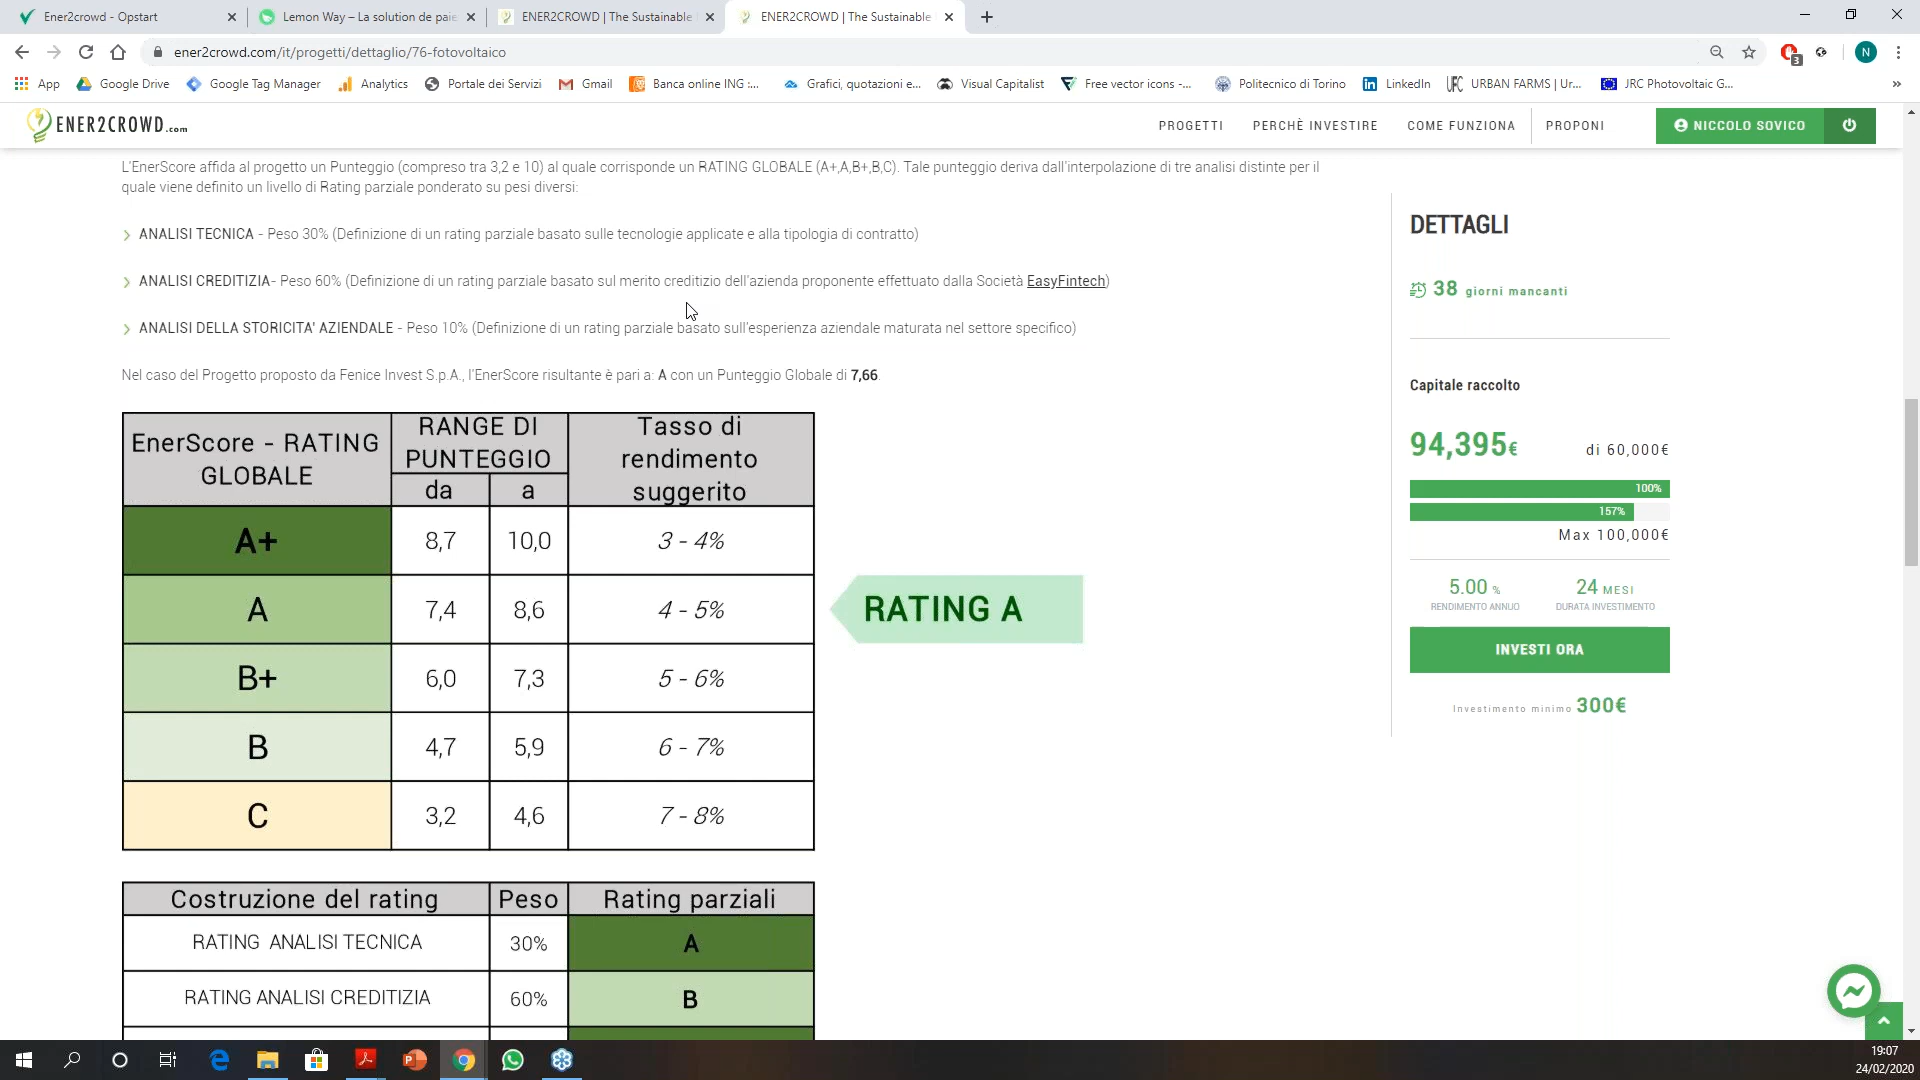 Ener2crowd - Opstart
Lemon Way – La solution de paie
ENER2CROWD | The Sustainable
ENER2CROWD | The Sustainable
ener2crowd.com/it/progetti/dettaglio/76-fotovoltaico
3
N
App
Google Drive
Google Tag Manager
Analytics
Portale dei Servizi
Gmail
Banca online ING :...
Grafici, quotazioni e...
Visual Capitalist
Free vector icons -...
Politecnico di Torino
LinkedIn
URBAN FARMS | Ur...
JRC Photovoltaic G...
»
ENER2CROWD.com
PROGETTI
PERCHÈ INVESTIRE
COME FUNZIONA
PROPONI
NICCOLO SOVICO
L'EnerScore affida al progetto un Punteggio (compreso tra 3,2 e 10) al quale corrisponde un RATING GLOBALE (A+,A,B+,B,C). Tale punteggio deriva dall'interpolazione di tre analisi distinte per il
quale viene definito un livello di Rating parziale ponderato su pesi diversi:
ANALISI TECNICA - Peso 30% (Definizione di un rating parziale basato sulle tecnologie applicate e alla tipologia di contratto)
ANALISI CREDITIZIA- Peso 60% (Definizione di un rating parziale basato sul merito creditizio dell'azienda proponente effettuato dalla Società EasyFintech)
ANALISI DELLA STORICITA' AZIENDALE - Peso 10% (Definizione di un rating parziale basato sull'esperienza aziendale maturata nel settore specifico)
Nel caso del Progetto proposto da Fenice Invest S.p.A., l'EnerScore risultante è pari a: A con un Punteggio Globale di 7,66.
EnerScore - RATING
GLOBALE
RANGE DI
PUNTEGGIO
da a
Tasso di
rendimento
suggerito
A+ 8,7 10,0 3 - 4%
A 7,4 8,6 4 - 5%
B+ 6,0 7,3 5 - 6%
B 4,7 5,9 6 - 7%
C 3,2 4,6 7 - 8%
RATING A
Costruzione del rating Peso Rating parziali
RATING ANALISI TECNICA 30% A
RATING ANALISI CREDITIZIA 60% B
DETTAGLI
38 giorni mancanti
Capitale raccolto
94,395€ di 60,000€
100%
157%
Max 100,000€
5.00 % 24 MESI
RENDIMENTO ANNUO DURATA INVESTIMENTO
INVESTI ORA
Investimento minimo 300€
19:07
24/02/2020